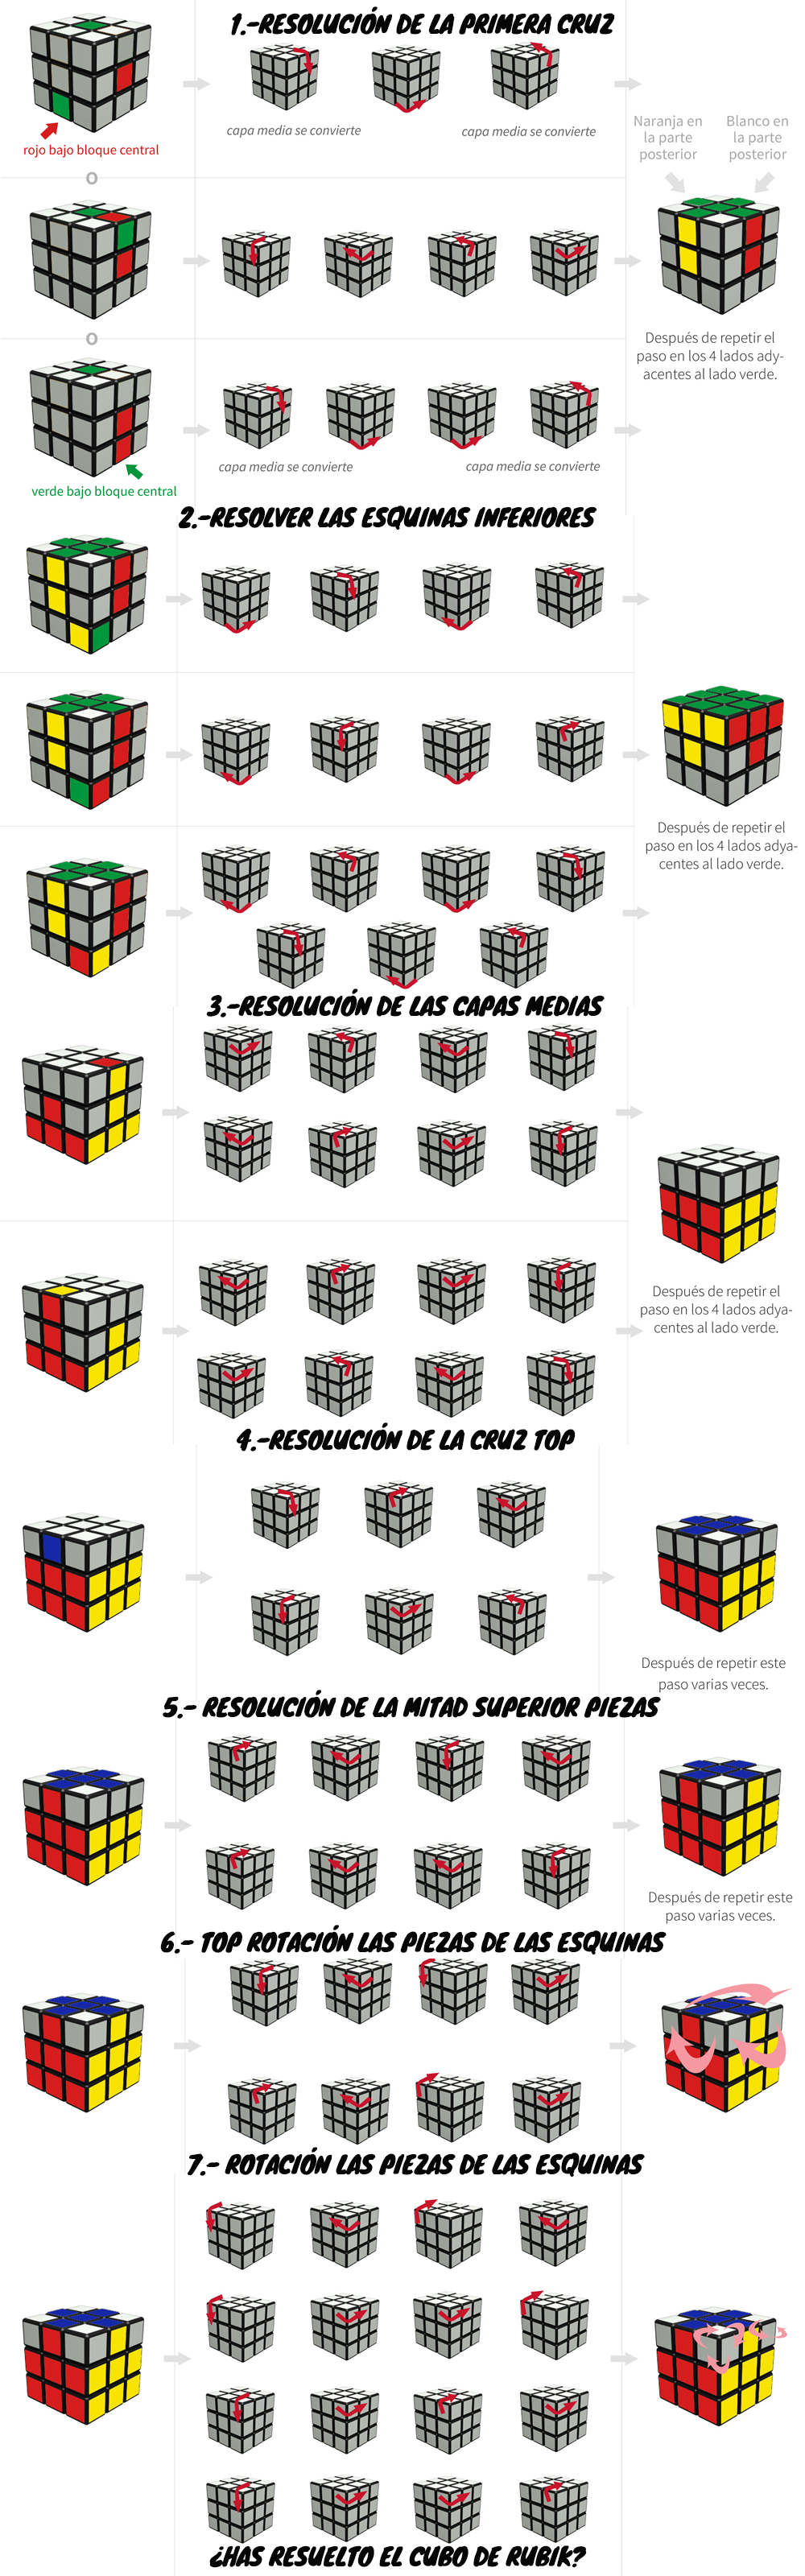 1.-RESOLUCIÓN DE LA PRIMERA CRUZ
capa media se convierte
capa media se convierte
rojo bajo bloque central
O
Naranja en
la parte
posterior
Blanco en
la parte
posterior
Después de repetir el
paso en los 4 lados ady-
acentes al lado verde.
O
capa media se convierte
capa media se convierte
verde bajo bloque central
2.-RESOLVER LAS ESQUINAS INFERIORES
Después de repetir el
paso en los 4 lados adya-
centes al lado verde.
3.-RESOLUCIÓN DE LAS CAPAS MEDIAS
Después de repetir el
paso en los 4 lados adya-
centes al lado verde.
4.-RESOLUCIÓN DE LA CRUZ TOP
Después de repetir este
paso varias veces.
5.- RESOLUCIÓN DE LA MITAD SUPERIOR PIEZAS
Después de repetir este
paso varias veces.
6.- TOP ROTACIÓN LAS PIEZAS DE LAS ESQUINAS
7.- ROTACIÓN LAS PIEZAS DE LAS ESQUINAS
¿HAS RESUELTO EL CUBO DE RUBIK?